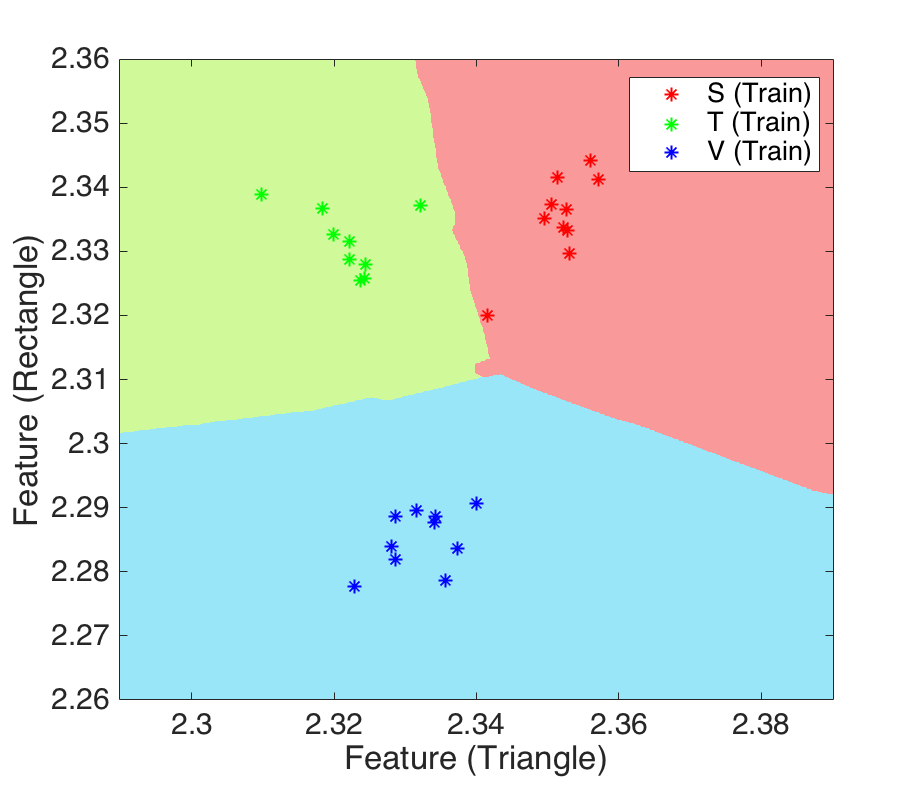 2.36
2.35
2.34
2.33
2.32
2.31
2.3
2.29
2.28
2.27
2.26
Feature (Rectangle)
S (Train)
T (Train)
V (Train)
2.3 2.32 2.34 2.36 2.38
Feature (Triangle)